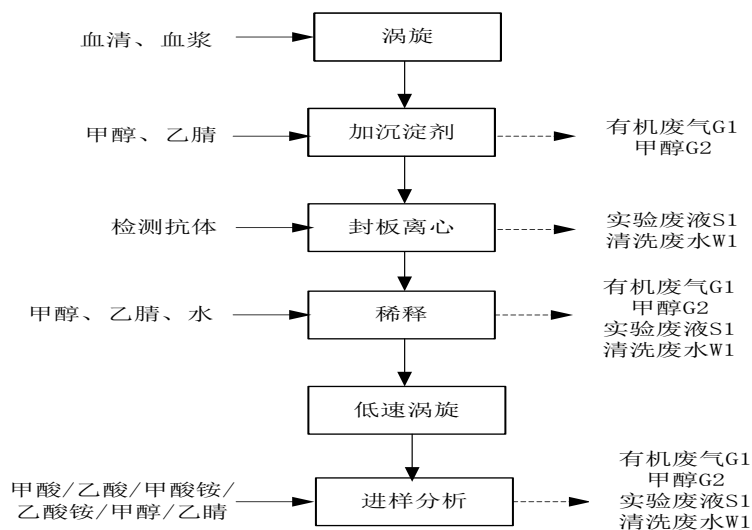 血清、血浆
涡旋
甲醇、乙腈
加沉淀剂
有机废气G1
甲醇G2
检测抗体
封板离心
实验废液S1
清洗废水W1
甲醇、乙腈、水
稀释
有机废气G1
甲醇G2
实验废液S1
清洗废水W1
低速涡旋
甲酸/乙酸/甲酸铵/
乙酸铵/甲醇/乙睛
进样分析
有机废气G1
甲醇G2
实验废液S1
清洗废水W1